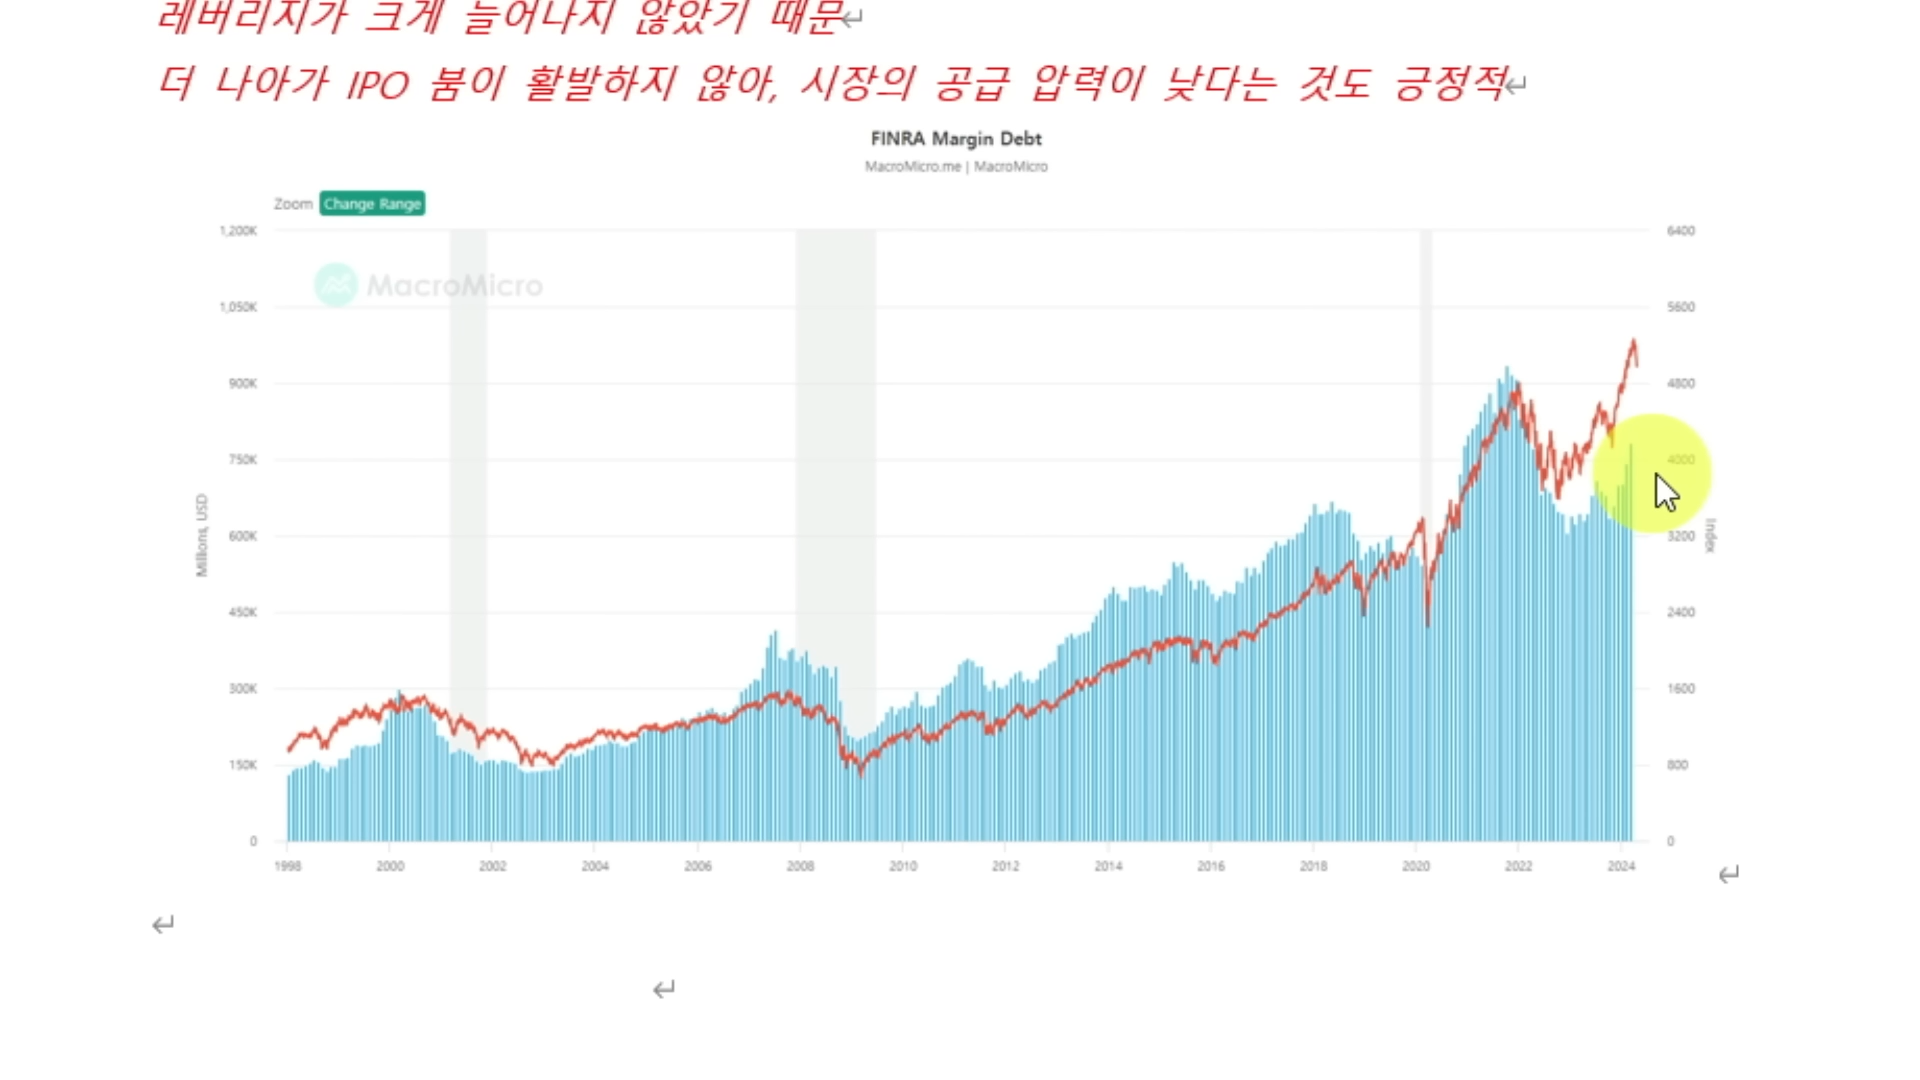 레버리지가 크게 늘어나지 않았기 때문
더 나아가 IPO 붐이 활발하지 않아, 시장의 공급 압력이 낮다는 것도 긍정적
FINRA Margin Debt
MacroMicro.me | MacroMicro
Zoom Change Range
1,200K 6400
MacroMicro
1,050K 5600
900K 4800
750K 4000
600K 3200
450K 2400
300K 1600
150K 800
0 0
Millions, USD
Index
1998 2000 2002 2004 2006 2008 2010 2012 2014 2016 2018 2020 2022 2024